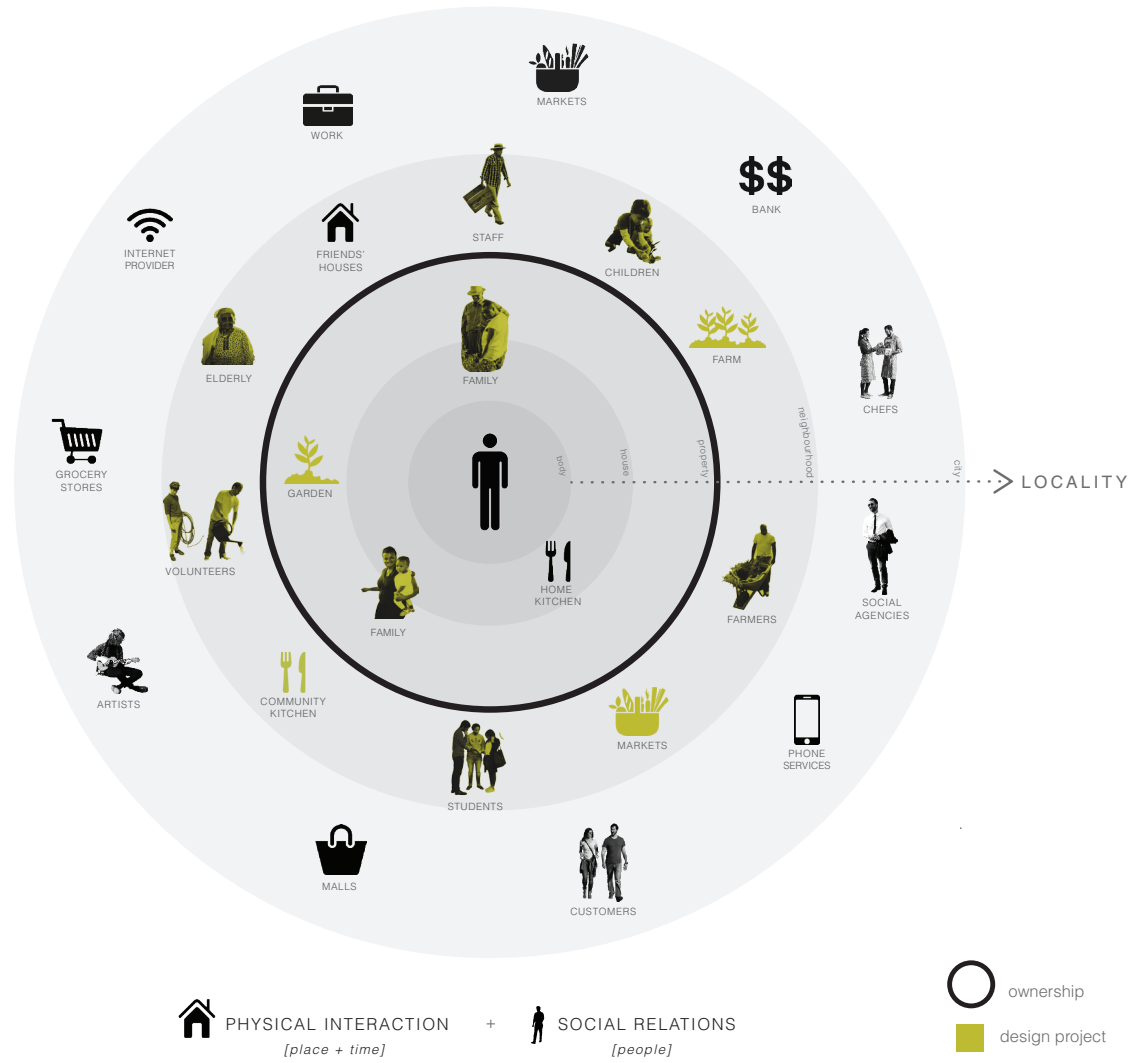 MARKETS
WORK
$$
BANK
STAFF
INTERNET
PROVIDER
FRIENDS'
HOUSES
CHILDREN
FARM
ELDERLY
FAMILY
CHEFS
neighbourhood
property
house
body
city
LOCALITY
GROCERY
STORES
GARDEN
VOLUNTEERS
HOME
KITCHEN
SOCIAL
AGENCIES
FARMERS
FAMILY
ARTISTS
COMMUNITY
KITCHEN
MARKETS
PHONE
SERVICES
STUDENTS
MALLS
CUSTOMERS
ownership
PHYSICAL INTERACTION + SOCIAL RELATIONS
[place + time] [people]
design project